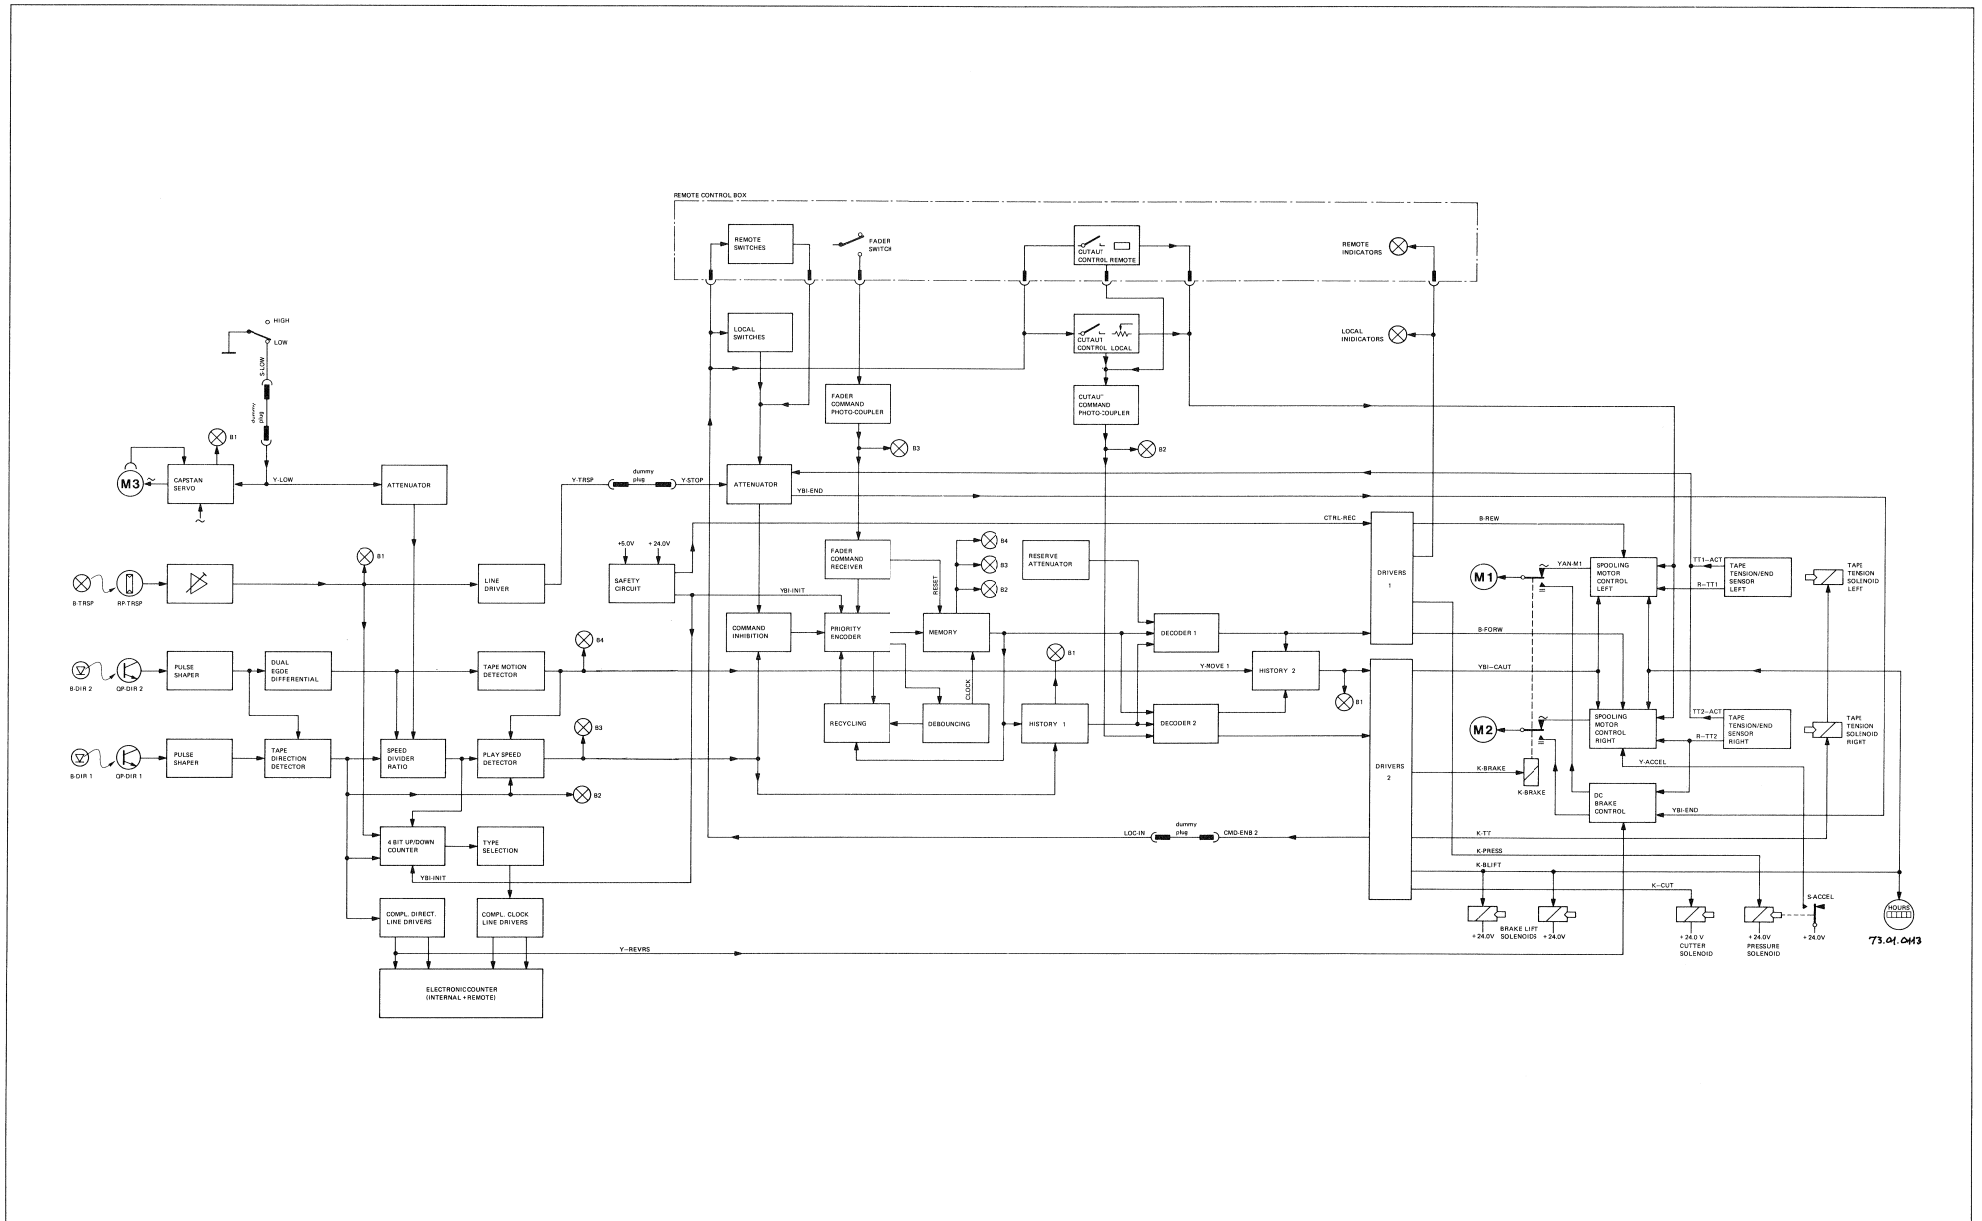 REMOTE CONTROL BOX
REMOTE
SWITCHES
FADER
SWITCH
CUTAUT
CONTROL REMOTE
REMOTE
INDICATORS
HIGH
LOW
S-LOW
dummy
plug
LOCAL
SWITCHES
CUTAUT
CONTROL LOCAL
LOCAL
INIDICATORS
FADER
COMMAND
PHOTO-COUPLER
CUTAUT
COMMAND
PHOTO-COUPLER
B1
B3
B2
M3
CAPSTAN
SERVO
Y-LOW
ATTENUATOR
Y-TRSP
dummy
plug
Y-STOP
ATTENUATOR
YBI-END
CTRL-REC
B-REW
B1
+5.0V
+ 24.0V
SAFETY
CIRCUIT
FADER
COMMAND
RECEIVER
RESET
B4
B3
B2
RESERVE
ATTENUATOR
DRIVERS
1
M1
YAN-M1
SPOOLING
MOTOR
CONTROL
LEFT
TT1-ACT
R-TT1
TAPE
TENSION/END
SENSOR
LEFT
TAPE
TENSION
SOLENOID
LEFT
B-TRSP
RP-TRSP
LINE
DRIVER
YBI-INIT
COMMAND
INHIBITION
PRIORITY
ENCODER
MEMORY
DECODER 1
B-FORW
B4
B-DIR 2
QP-DIR 2
PULSE
SHAPER
DUAL
EGDE
DIFFERENTIAL
TAPE MOTION
DETECTOR
CLOCK
B1
Y-MOVE 1
HISTORY 2
B1
YBI-CAUT
B3
RECYCLING
DEBOUNCING
HISTORY 1
DECODER 2
M2
SPOOLING
MOTOR
CONTROL
RIGHT
TT2-ACT
R-TT2
TAPE
TENSION/END
SENSOR
RIGHT
TAPE
TENSION
SOLENOID
RIGHT
B-DIR 1
QP-DIR 1
PULSE
SHAPER
TAPE
DIRECTION
DETECTOR
SPEED
DIVIDER
RATIO
PLAY SPEED
DETECTOR
B2
DRIVERS
2
K-BRAKE
K-BRAKE
Y-ACCEL
DC
BRAKE
CONTROL
YBI-END
4 BIT UP/DOWN
COUNTER
TYPE
SELECTION
YBI-INIT
LOC-IN
dummy
plug
CMD-ENB 2
K-TT
K-PRESS
K-BLIFT
K-CUT
COMPL. DIRECT.
LINE DRIVERS
COMPL. CLOCK
LINE DRIVERS
S-ACCEL
HOURS
+ 24.0V
BRAKE LIFT
SOLENOIDS
+ 24.0V
+ 24.0 V
CUTTER
SOLENOID
+ 24.0V
PRESSURE
SOLENOID
+ 24.0V
73.01.0113
Y-REVRS
ELECTRONIC COUNTER
(INTERNAL + REMOTE)